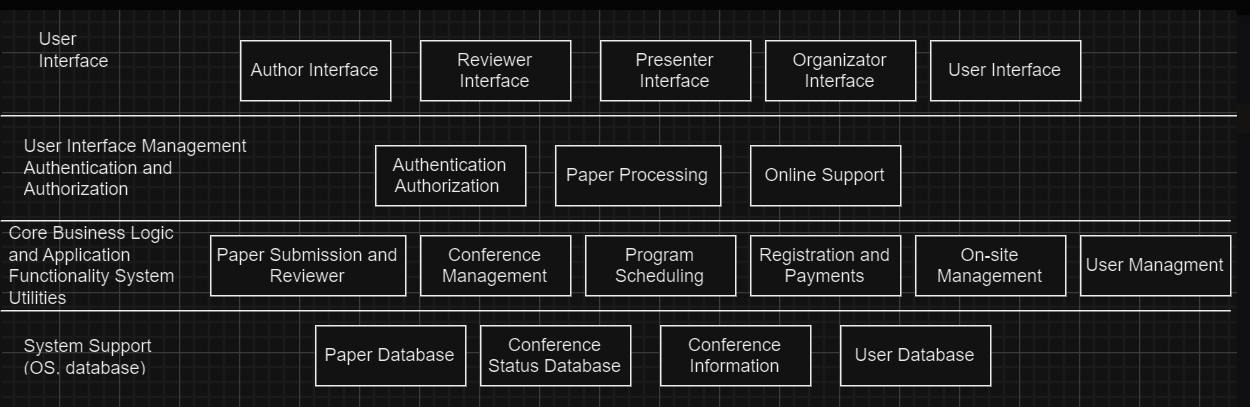 User
Interface
Author Interface
Reviewer
Interface
Presenter
Interface
Organizator
Interface
User Interface
User Interface Management
Authentication and
Authorization
Authentication
Authorization
Paper Processing
Online Support
Core Business Logic
and Application
Functionality System
Utilities
Paper Submission and
Reviewer
Conference
Management
Program
Scheduling
Registration and
Payments
On-site
Management
User Managment
System Support
(OS, database)
Paper Database
Conference
Status Database
Conference
Information
User Database